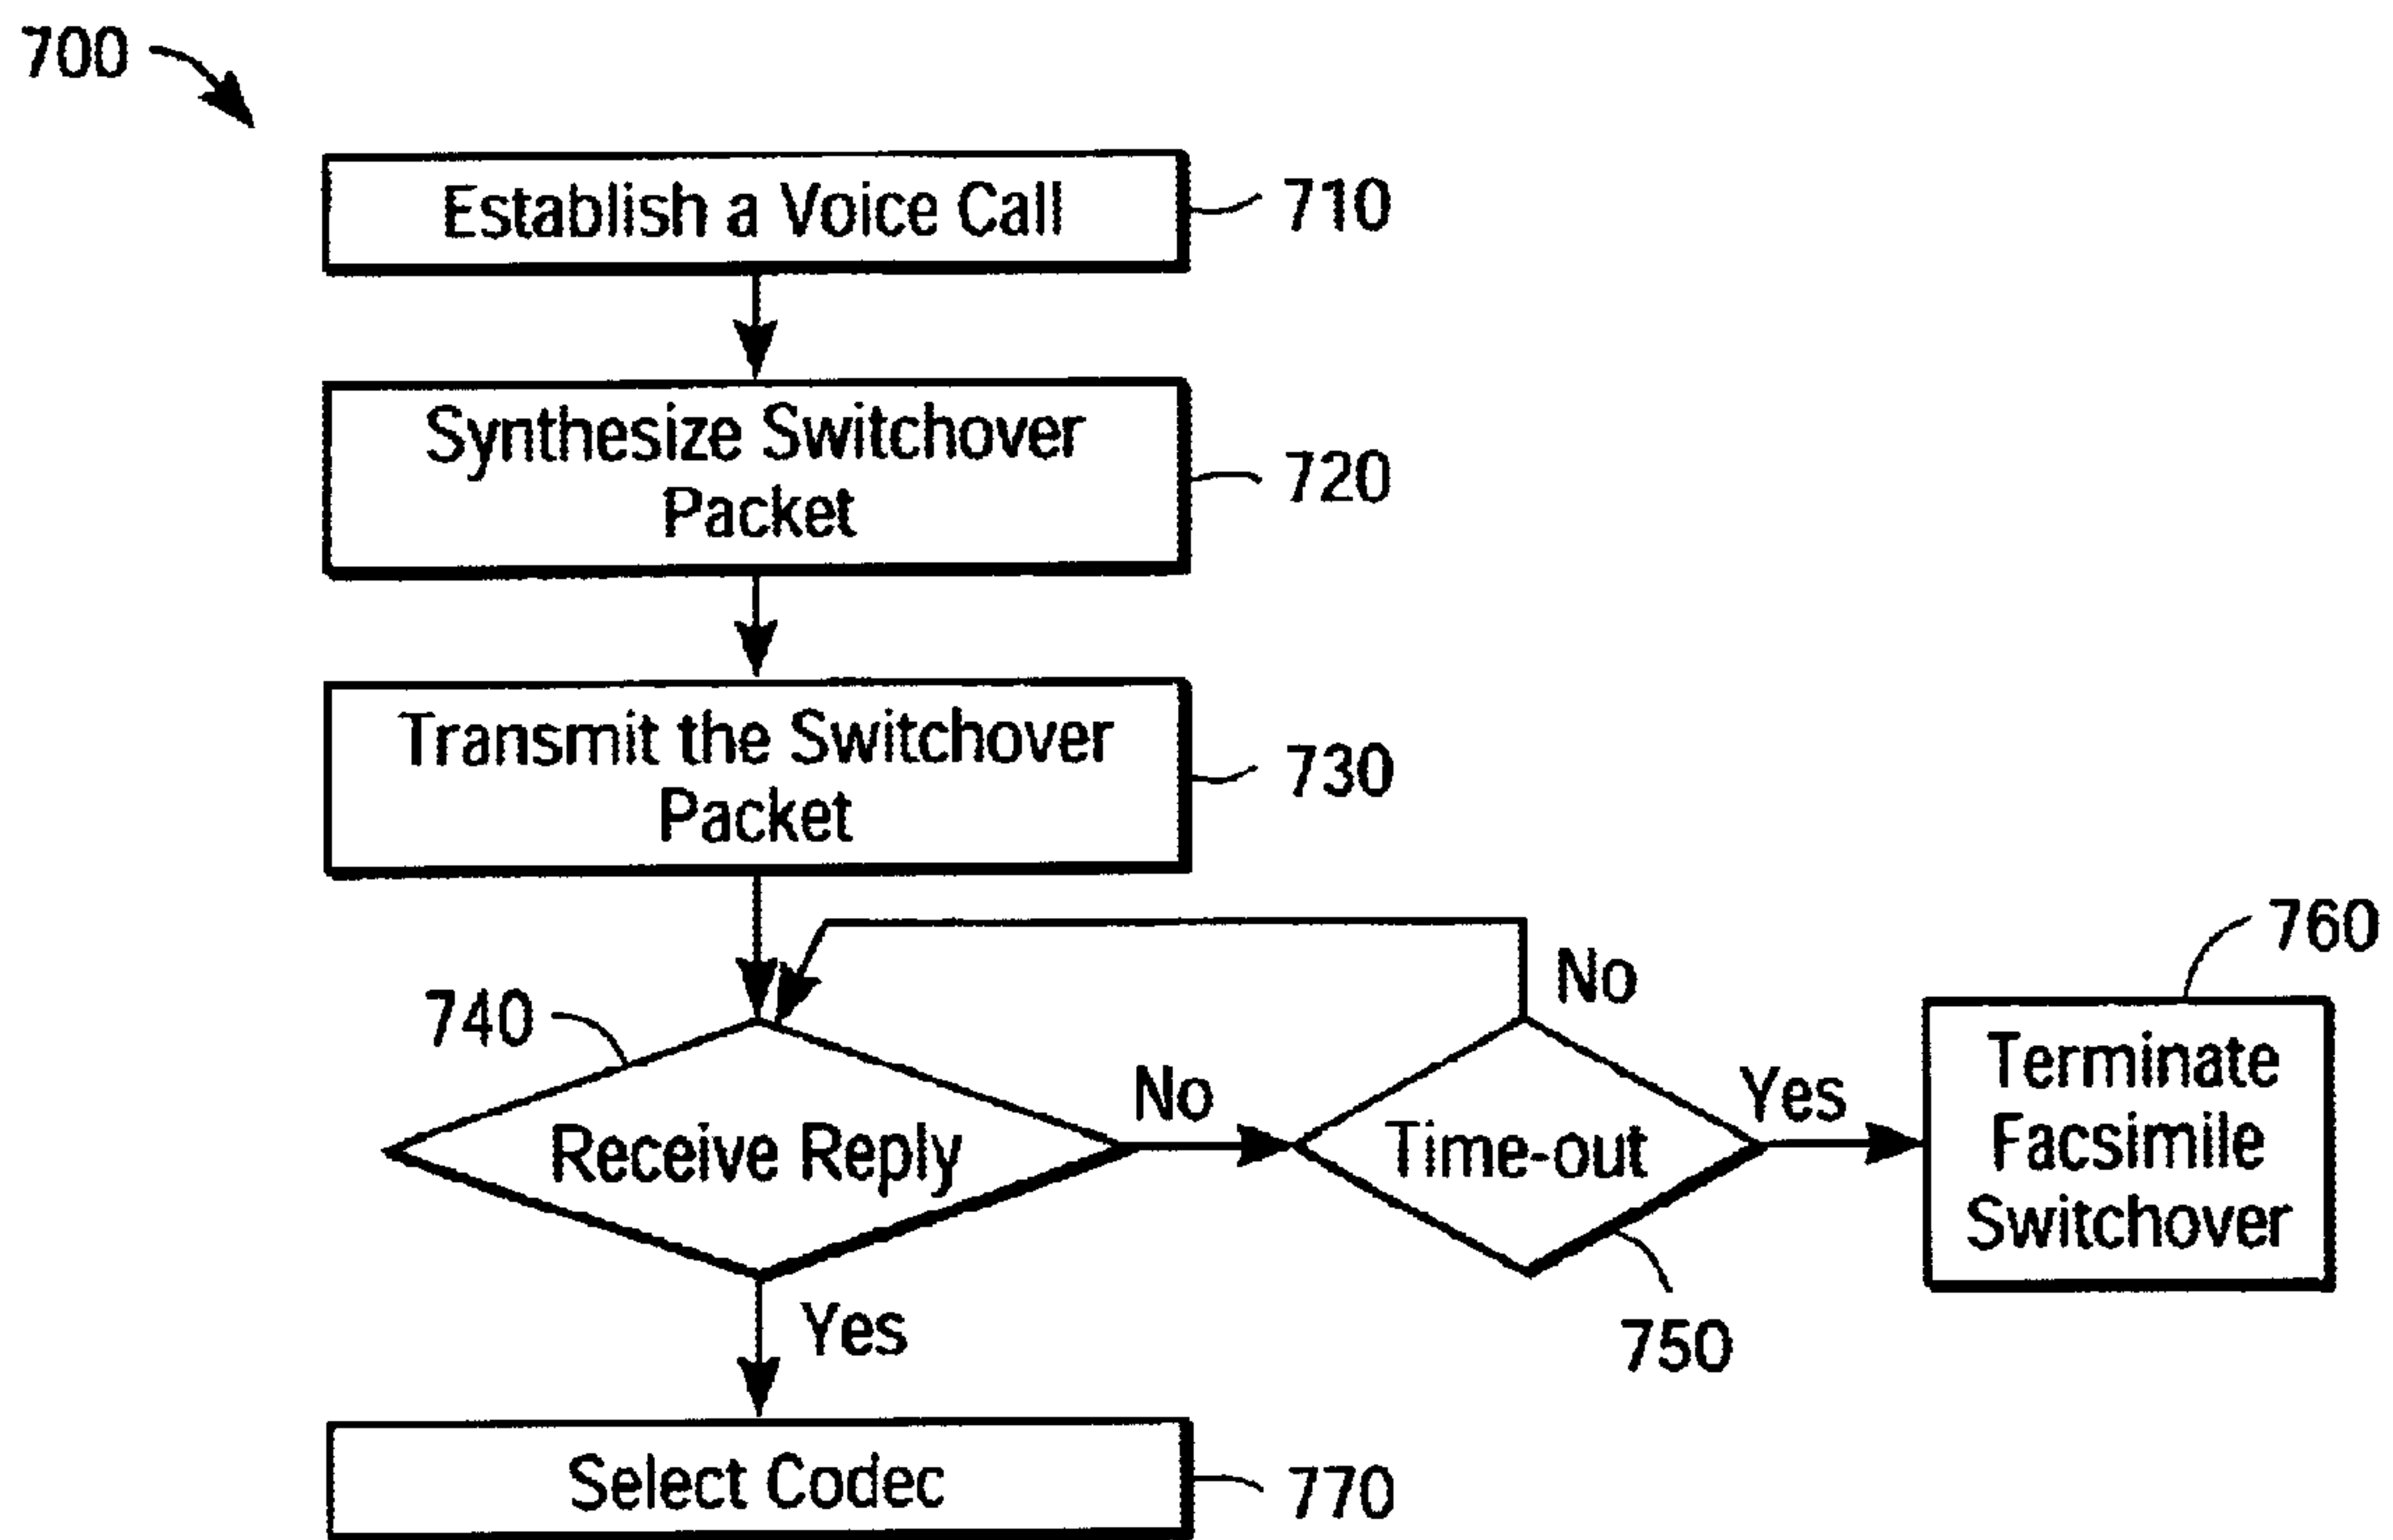 700
Establish a Voice Call
710
Synthesize Switchover
Packet
720
Transmit the Switchover
Packet
730
740
Receive Reply
No
Time-out
No
Yes
750
760
Terminate
Facsimile
Switchover
Yes
Select Codec
770